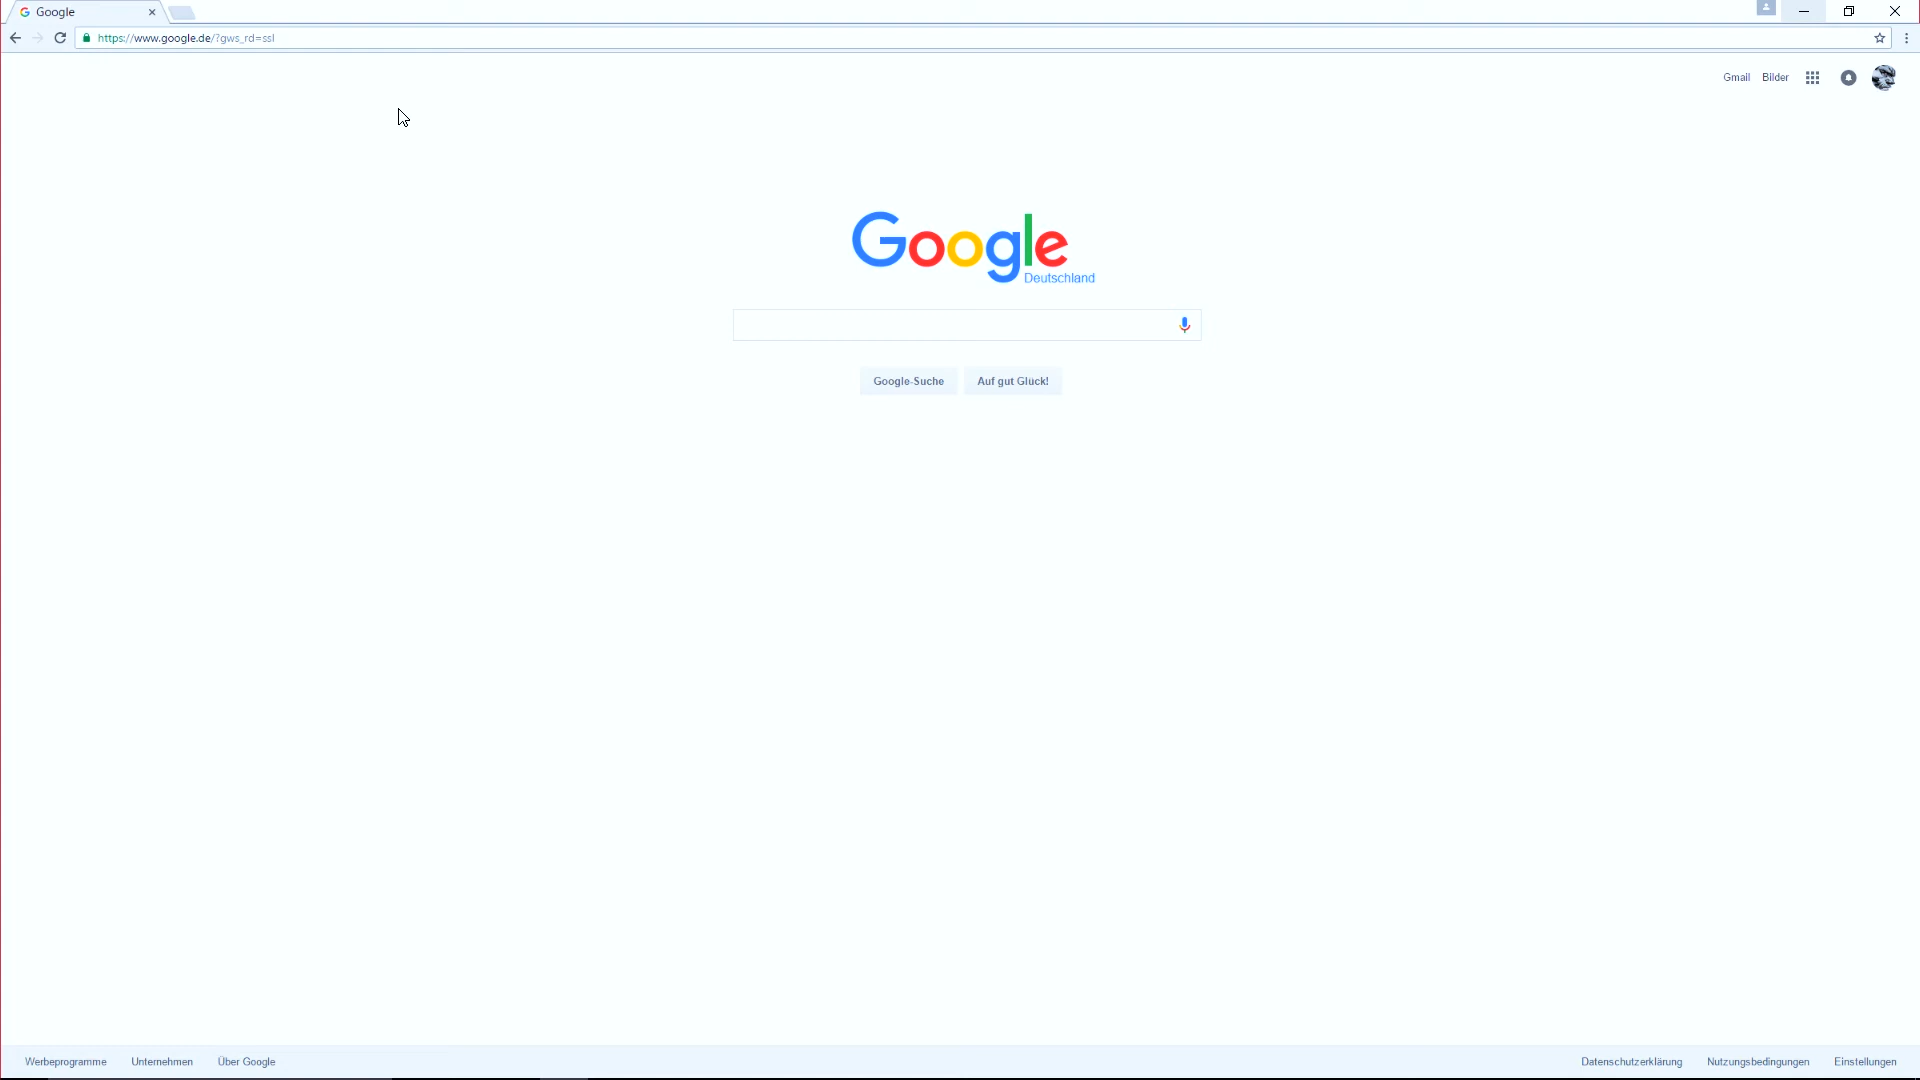 Google
https://www.google.de/?gws_rd=ssl
Gmail Bilder
Google
Deutschland
Google-Suche Auf gut Glück!
Werbeprogramme Unternehmen Über Google Datenschutzerklärung Nutzungsbedingungen Einstellungen